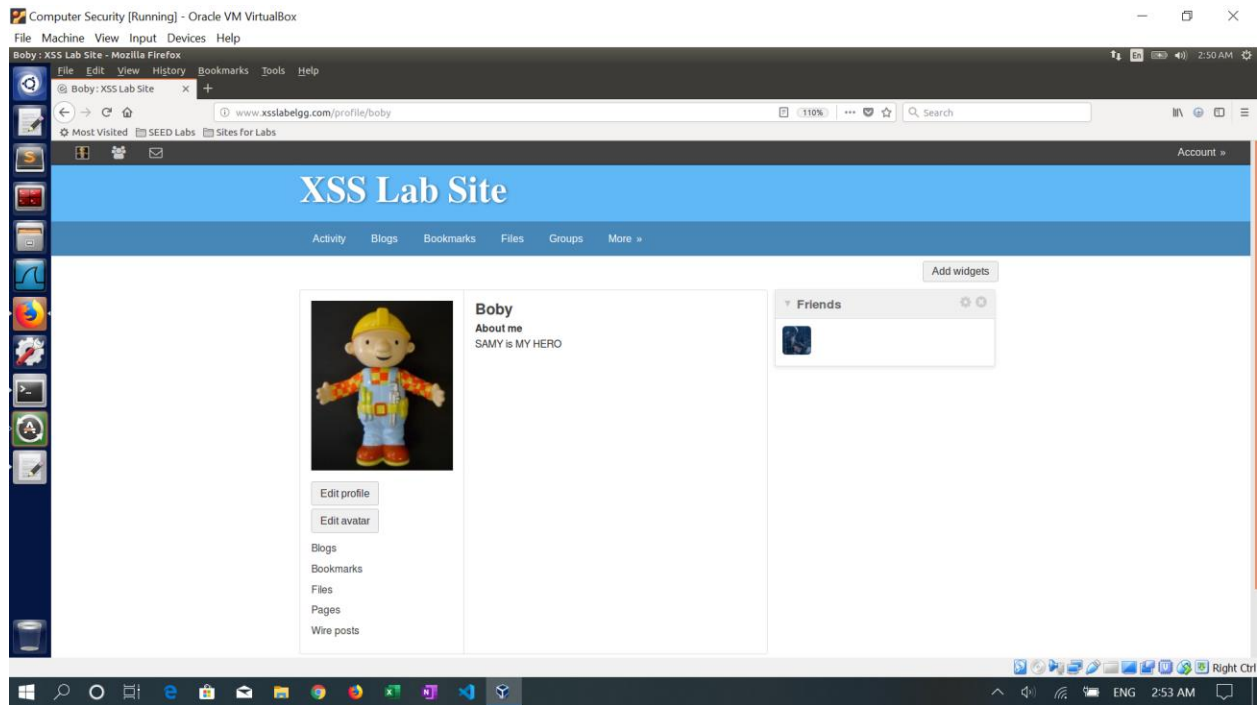 Computer Security [Running] - Oracle VM VirtualBox
File Machine View Input Devices Help
Boby : XSS Lab Site - Mozilla Firefox
En 2:50 AM
File Edit View History Bookmarks Tools Help
Boby : XSS Lab Site
www.xsslabelgg.com/profile/boby 110% Search
Most Visited SEED Labs Sites for Labs
Account »
XSS Lab Site
Activity Blogs Bookmarks Files Groups More »
Add widgets
Boby
About me
SAMY is MY HERO
Friends
Edit profile
Edit avatar
Blogs
Bookmarks
Files
Pages
Wire posts
Right Ctrl
ENG 2:53 AM